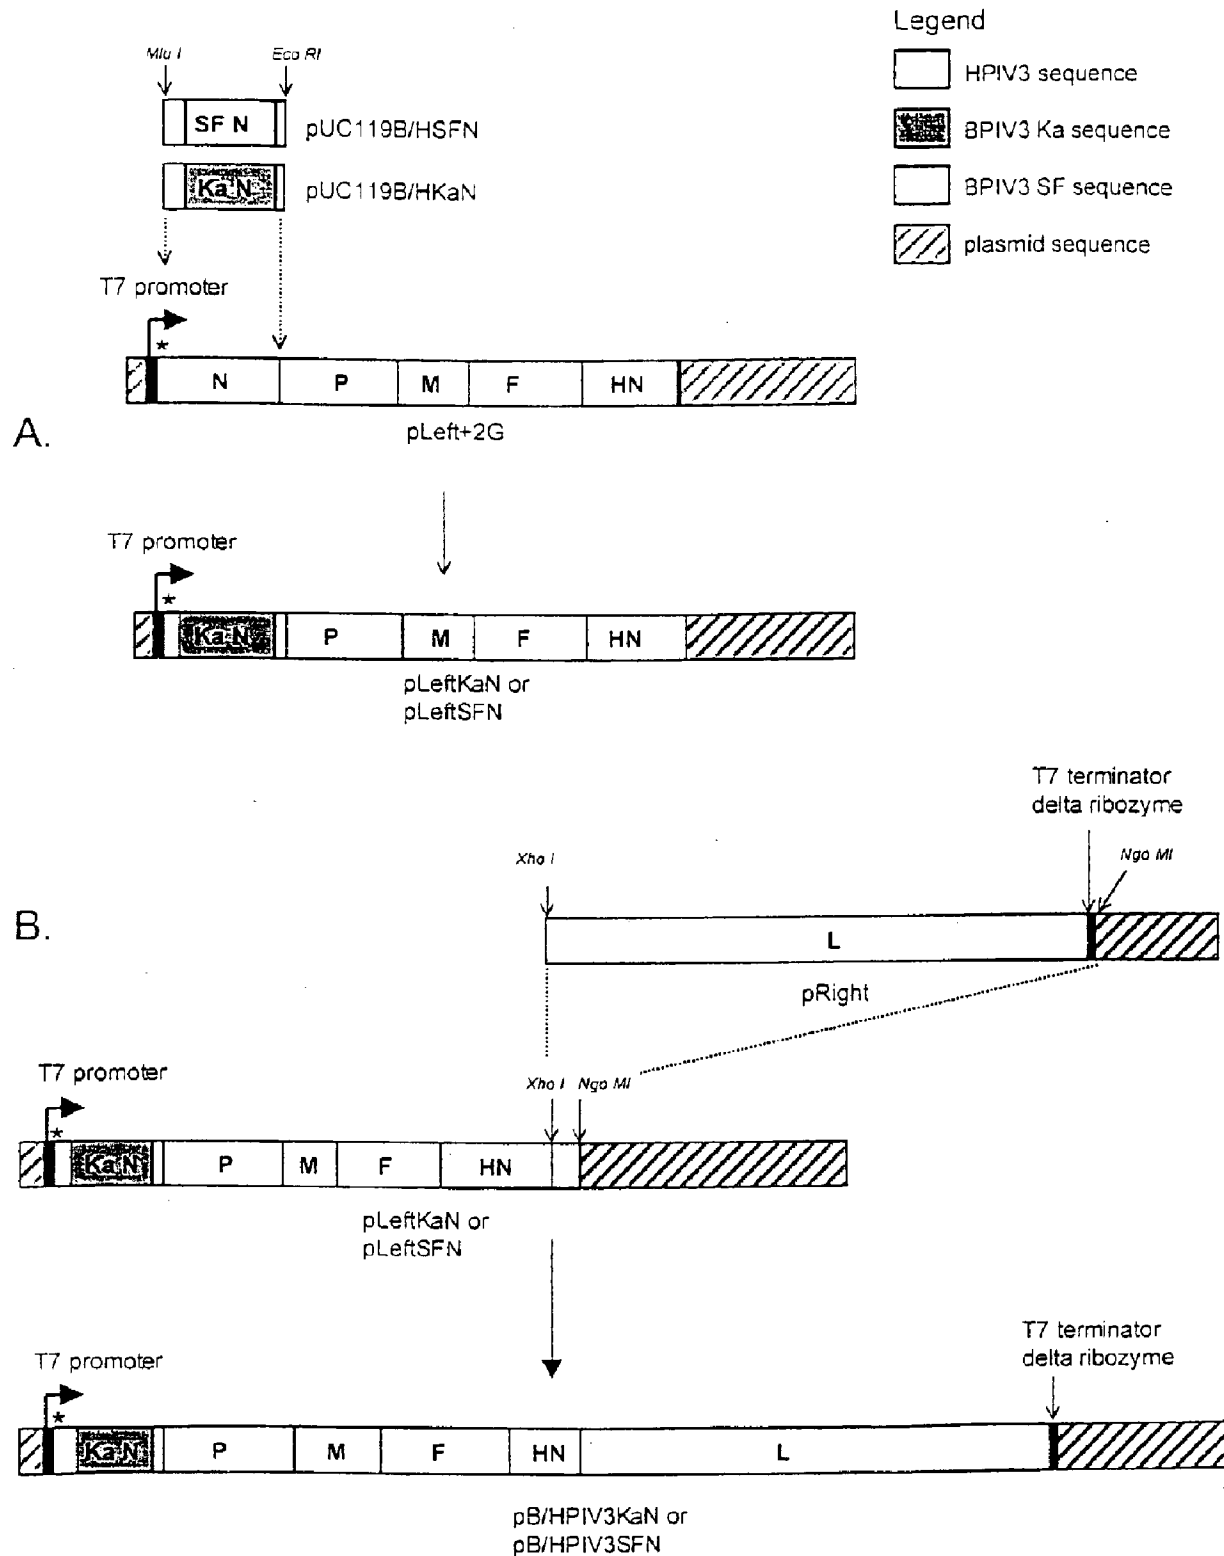 Legend
HPIV3 sequence
BPIV3 Ka sequence
BPIV3 SF sequence
plasmid sequence
Mlu I
Eco RI
SF N
pUC119B/HSFN
Ka N
pUC119B/HKaN
T7 promoter
*
N P M F HN
pLeft+2G
A.
T7 promoter
*
Ka N P M F HN
pLeftKaN or
pLeftSFN
T7 terminator
delta ribozyme
Xho I
Ngo MI
B.
L
pRight
T7 promoter
Xho I Ngo MI
*
Ka N P M F HN
pLeftKaN or
pLeftSFN
T7 terminator
delta ribozyme
T7 promoter
*
Ka N P M F HN L
pB/HPIV3KaN or
pB/HPIV3SFN